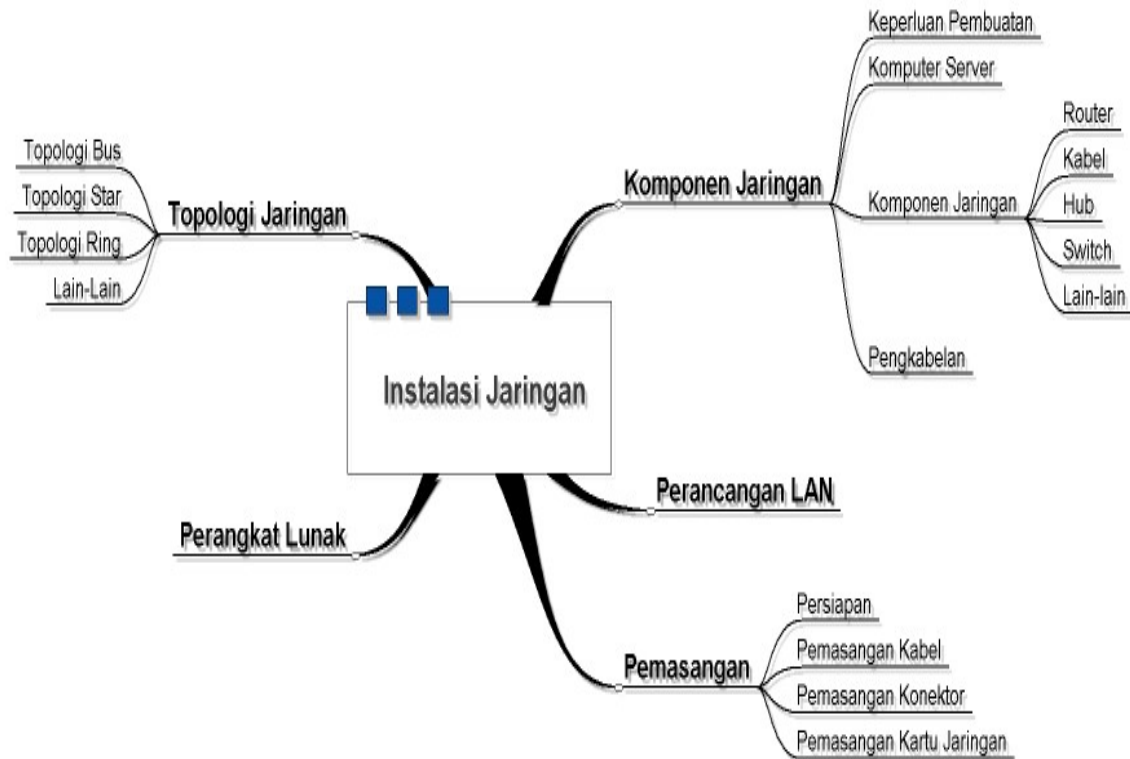 Keperluan Pembuatan
Komputer Server
Komponen Jaringan
Router
Kabel
Komponen Jaringan
Hub
Switch
Lain-lain
Pengkabelan
Topologi Bus
Topologi Star
Topologi Jaringan
Topologi Ring
Lain-Lain
Instalasi Jaringan
Perancangan LAN
Perangkat Lunak
Persiapan
Pemasangan
Pemasangan Kabel
Pemasangan Konektor
Pemasangan Kartu Jaringan